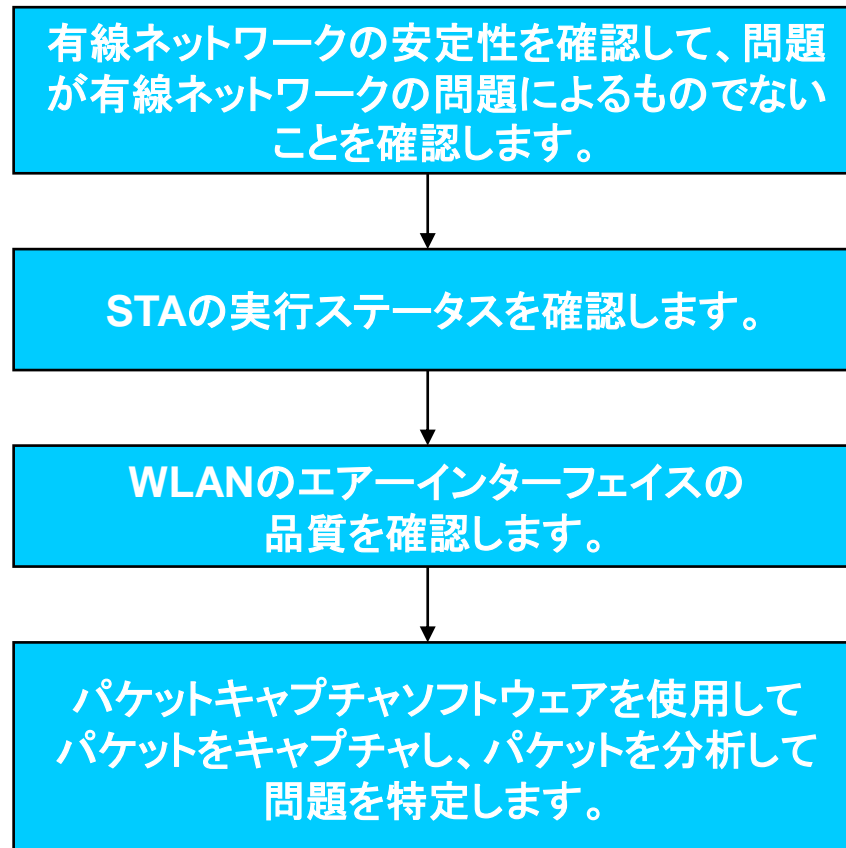 有線ネットワークの安定性を確認して、問題
が有線ネットワークの問題によるものでない
ことを確認します。
STAの実行ステータスを確認します。
WLANのエアーインターフェイスの
品質を確認します。
パケットキャプチャソフトウェアを使用して
パケットをキャプチャし、パケットを分析して
問題を特定します。